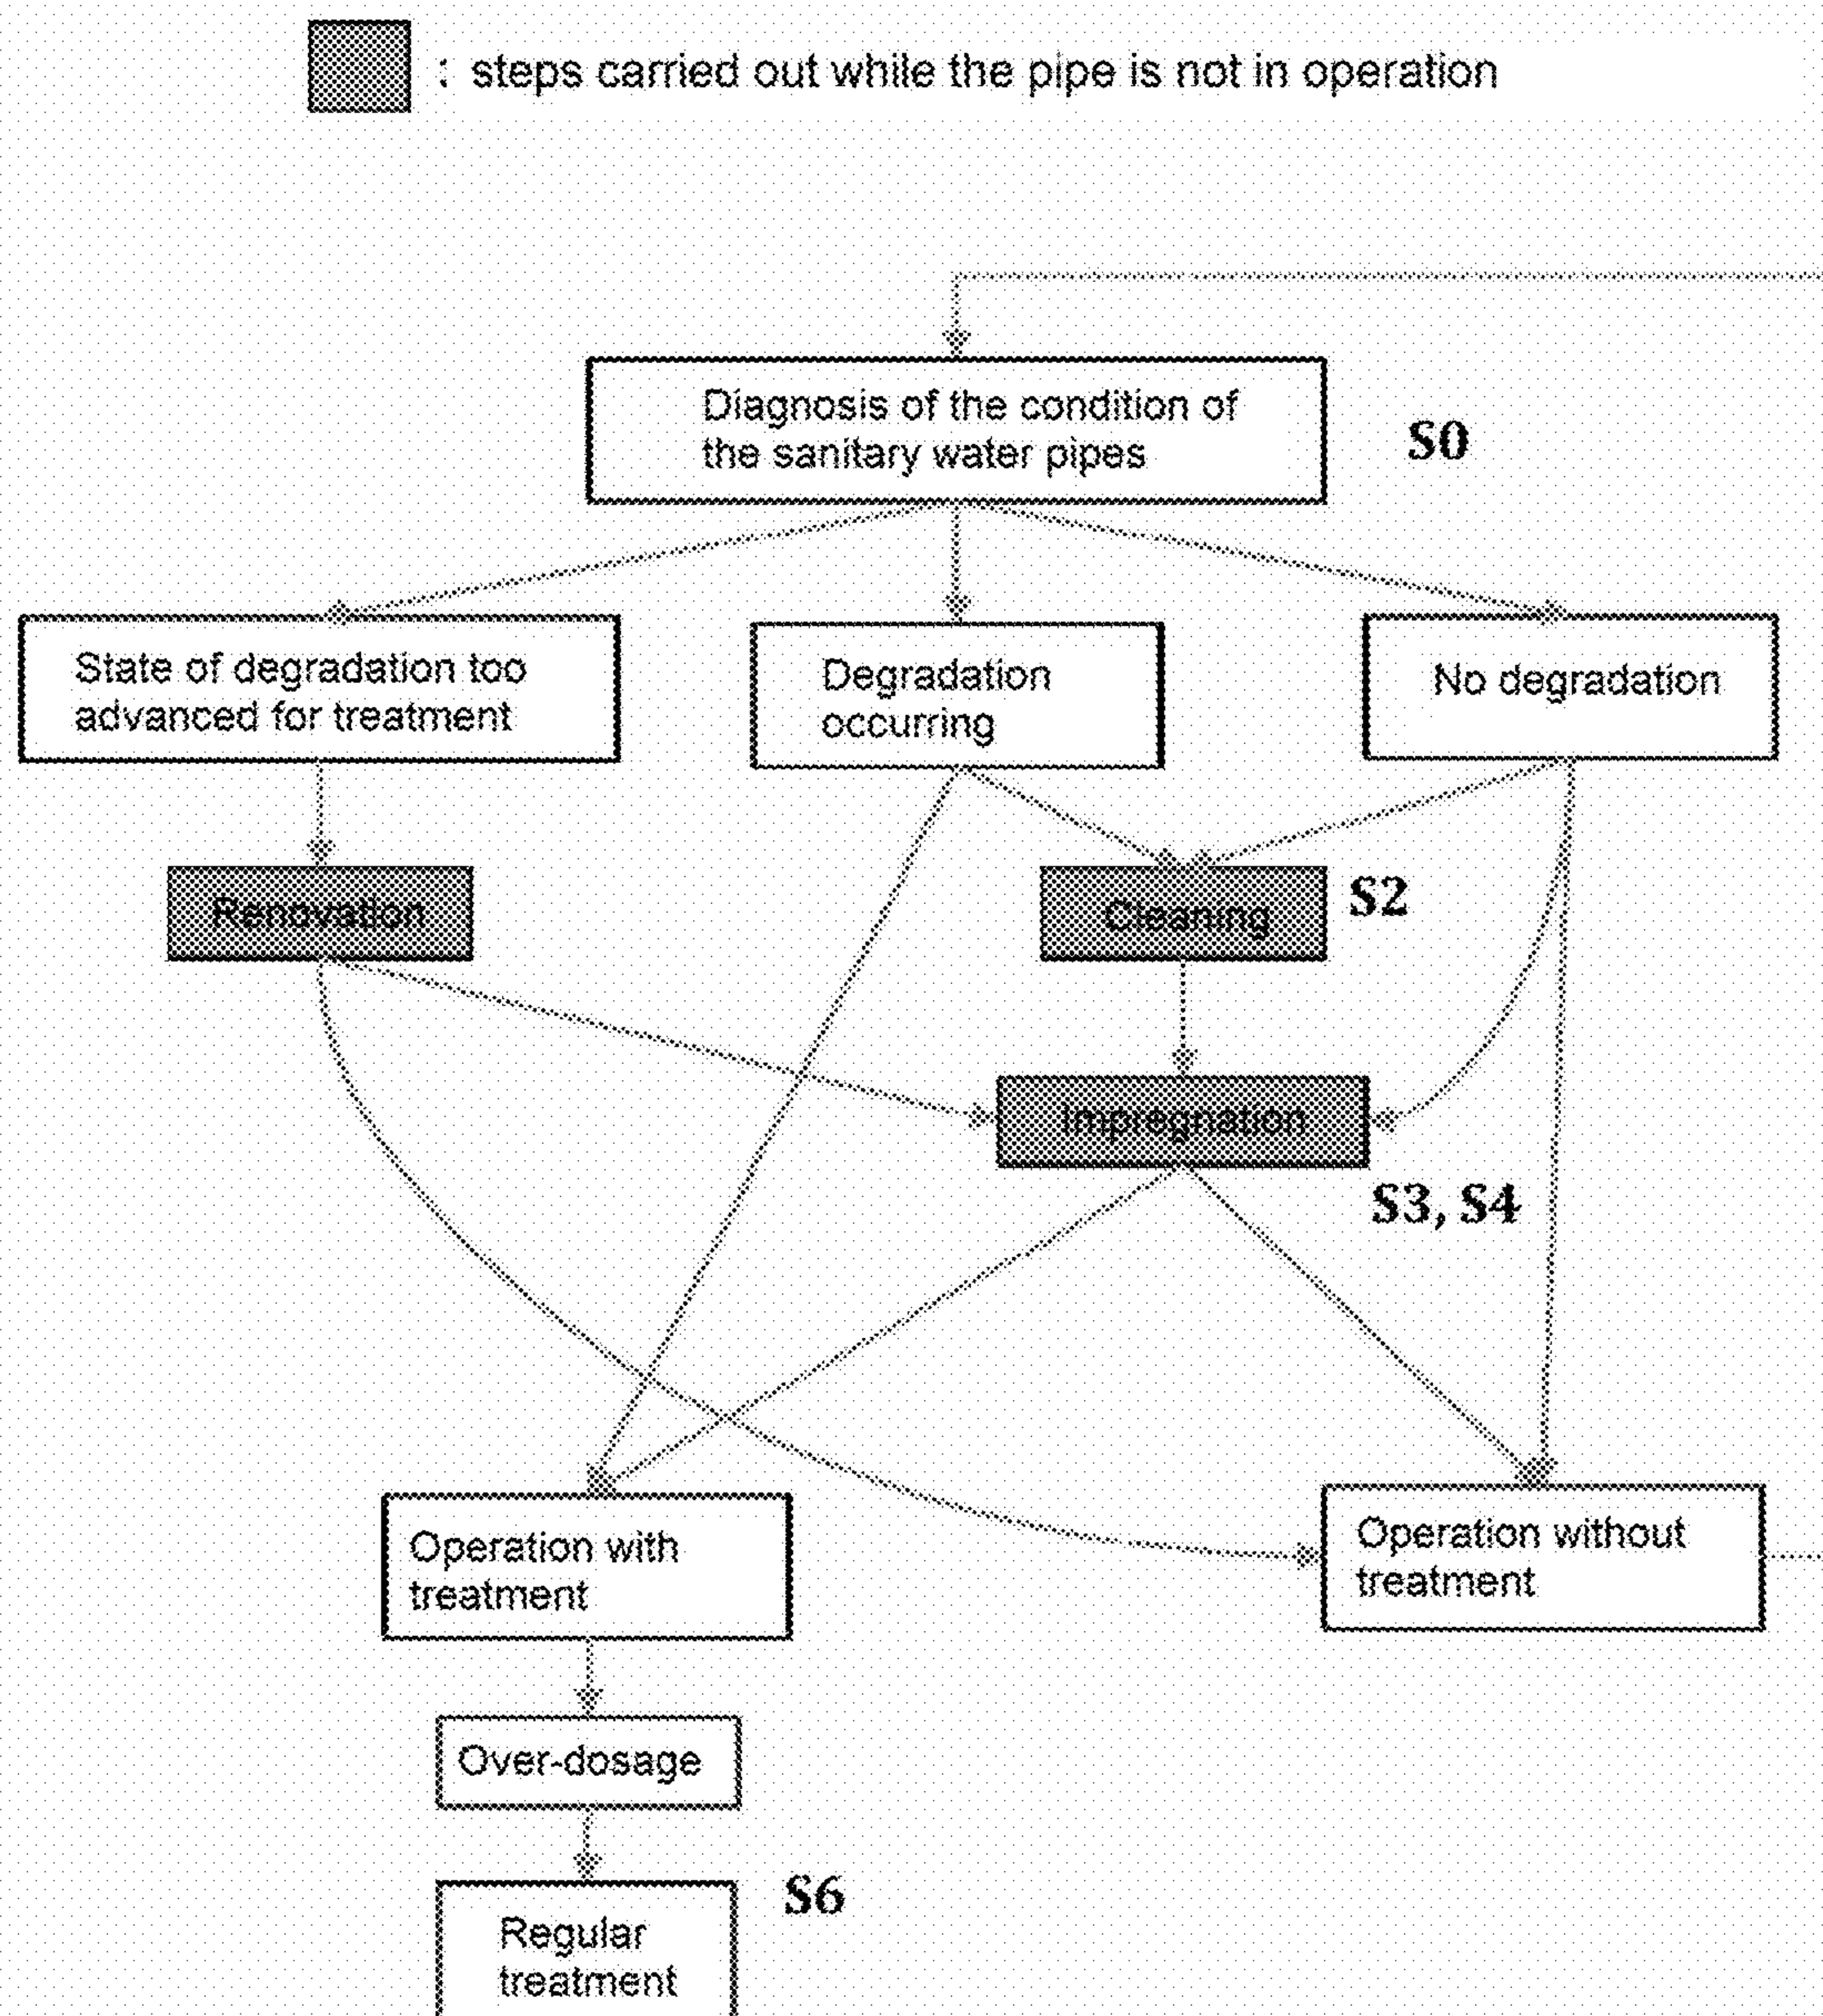 : steps carried out while the pipe is not in operation
Diagnosis of the condition of
the sanitary water pipes
S0
State of degradation too
advanced for treatment
Degradation
occurring
No degradation
Renovation
Cleaning
S2
Impregnation
S3, S4
Operation with
treatment
Operation without
treatment
Over-dosage
S6
Regular
treatment